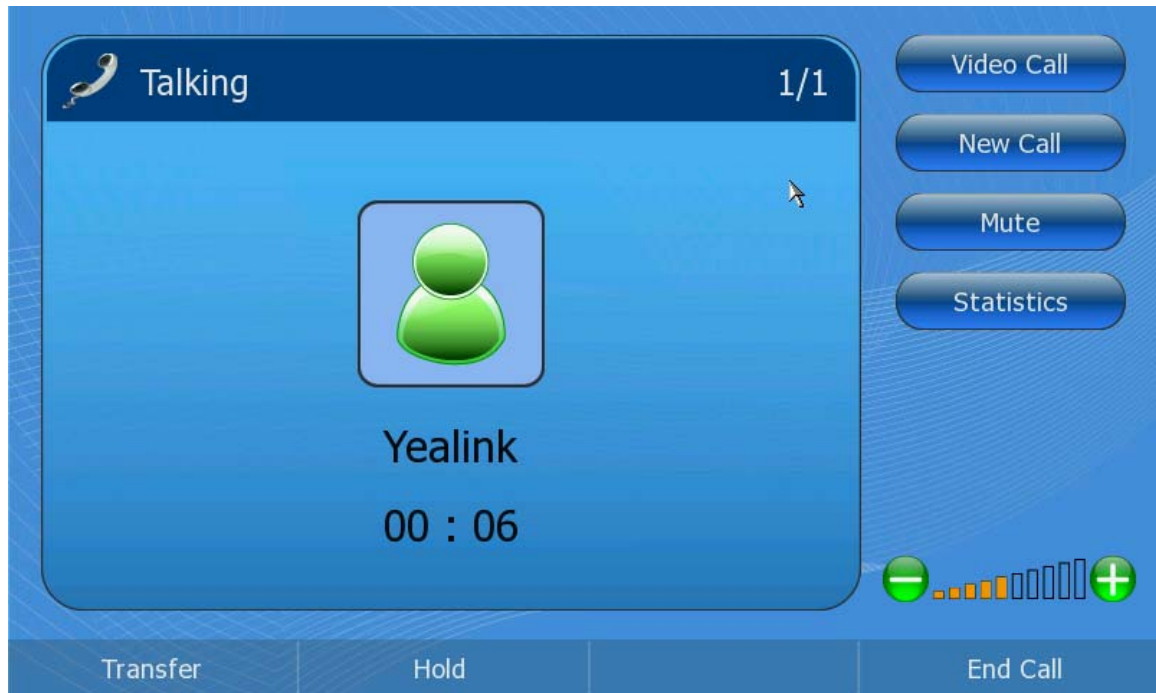 Talking 1/1
Yealink
00 : 06
Video Call
New Call
Mute
Statistics
Transfer Hold End Call